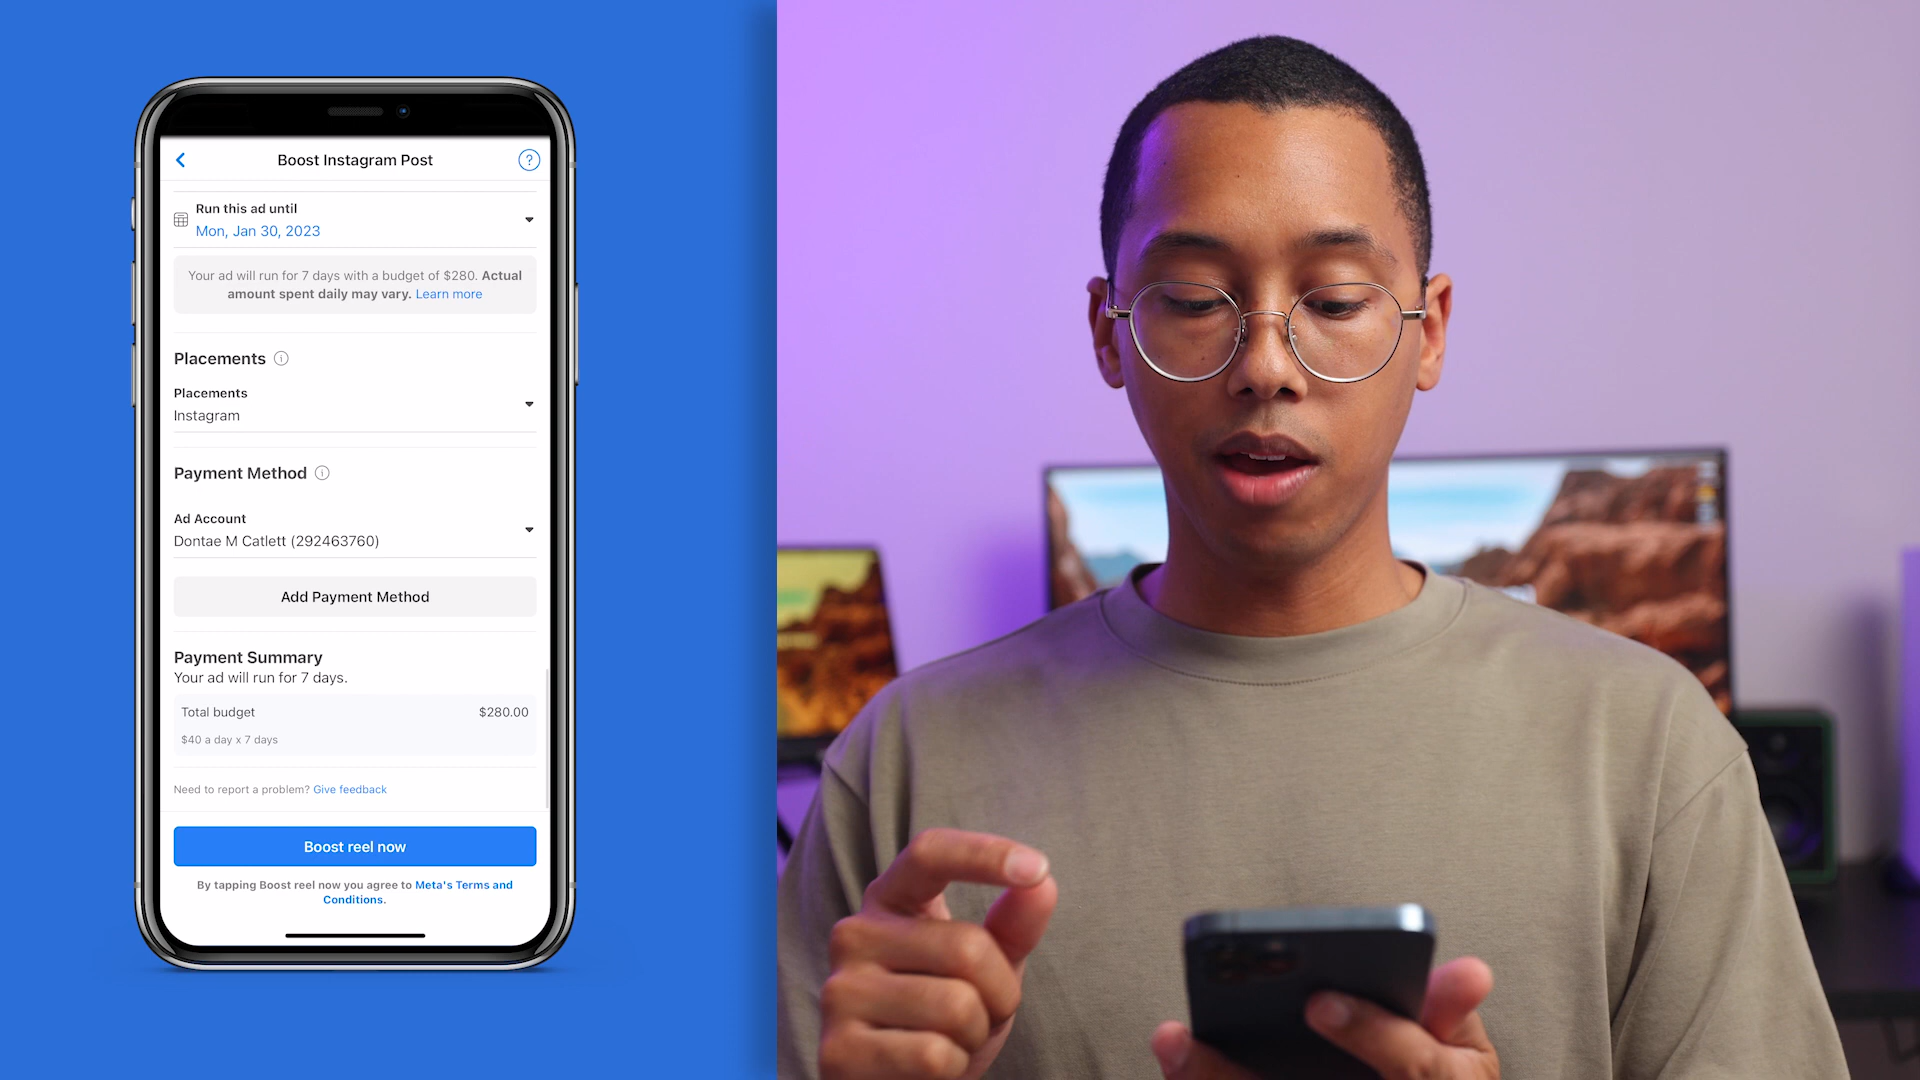 Boost Instagram Post
?
Run this ad until
Mon, Jan 30, 2023
Your ad will run for 7 days with a budget of $280. Actual
amount spent daily may vary. Learn more
Placements
Placements
Instagram
Payment Method
Ad Account
Dontae M Catlett (292463760)
Add Payment Method
Payment Summary
Your ad will run for 7 days.
Total budget $280.00
$40 a day x 7 days
Need to report a problem? Give feedback
Boost reel now
By tapping Boost reel now you agree to Meta's Terms and
Conditions.